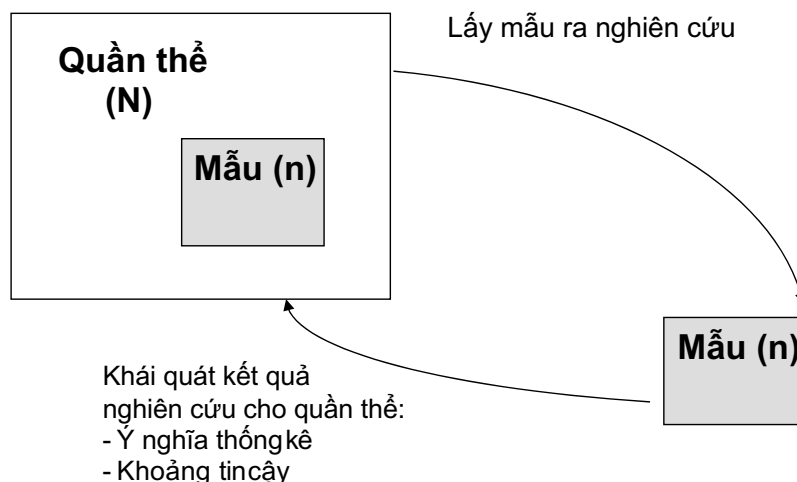 Lấy mẫu ra nghiên cứu
Quần thể
(N)
Mẫu (n)
Mẫu (n)
Khái quát kết quả
nghiên cứu cho quần thể:
- Ý nghĩa thốngkê
- Khoảng tincậy